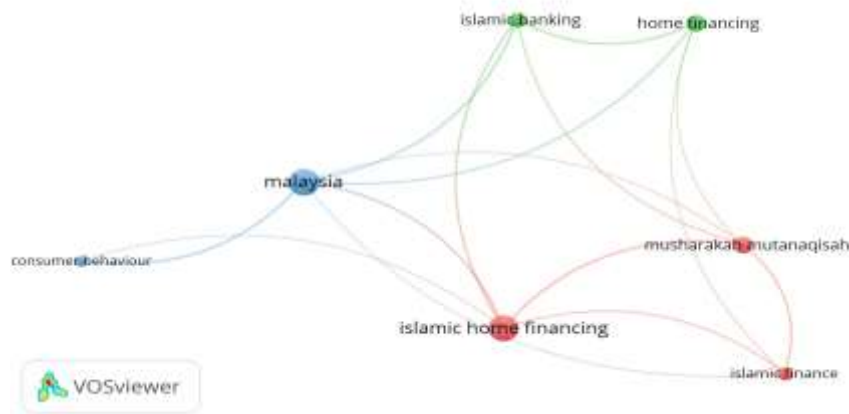 islamic banking
home financing
malaysia
musharakah mutanaqisah
consumer behaviour
islamic home financing
islamic finance
VOSviewer